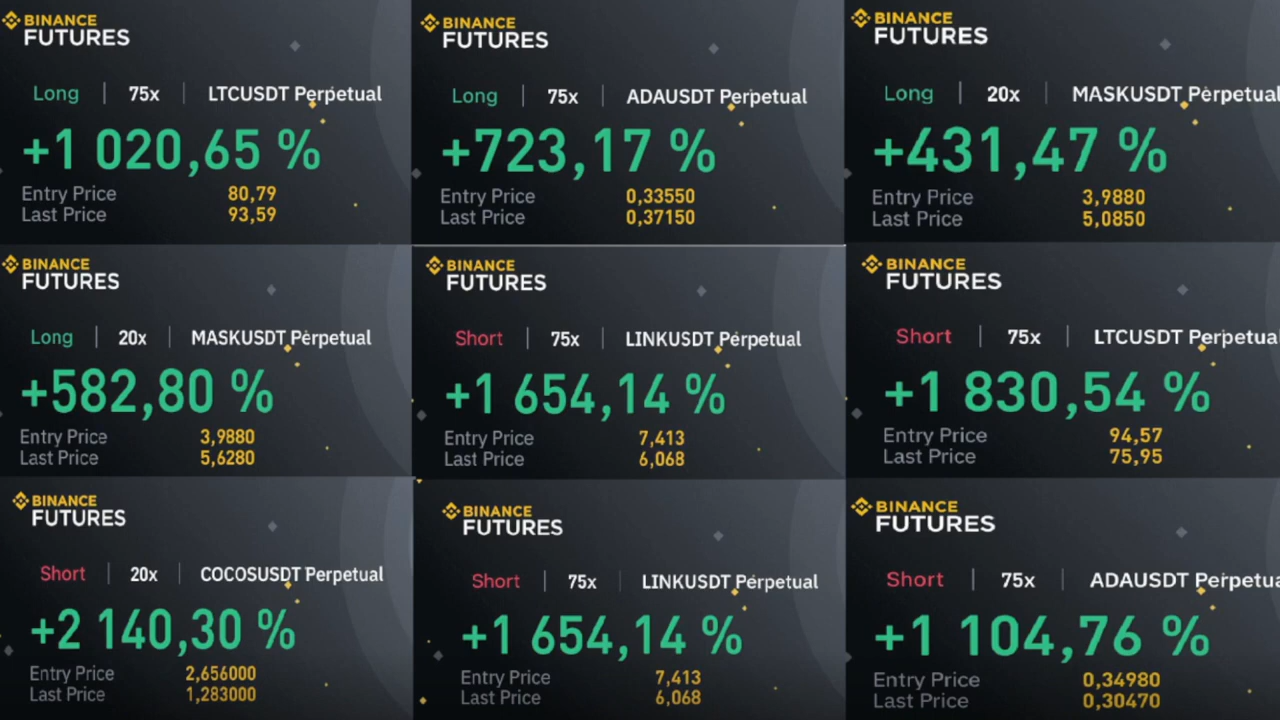 BINANCE
FUTURES
Long | 75x | LTCUSDT Perpetual
+1 020,65 %
Entry Price 80,79
Last Price 93,59
BINANCE
FUTURES
Long | 75x | ADAUSDT Perpetual
+723,17 %
Entry Price 0,33550
Last Price 0,37150
BINANCE
FUTURES
Long | 20x | MASKUSDT Perpetual
+431,47 %
Entry Price 3,9880
Last Price 5,0850
BINANCE
FUTURES
Long | 20x | MASKUSDT Perpetual
+582,80 %
Entry Price 3,9880
Last Price 5,6280
BINANCE
FUTURES
Short | 75x | LINKUSDT Perpetual
+1 654,14 %
Entry Price 7,413
Last Price 6,068
BINANCE
FUTURES
Short | 75x | LTCUSDT Perpetua
+1 830,54 %
Entry Price 94,57
Last Price 75,95
BINANCE
FUTURES
Short | 20x | COCOSUSDT Perpetual
+2 140,30 %
Entry Price 2,656000
Last Price 1,283000
BINANCE
FUTURES
Short | 75x | LINKUSDT Perpetual
+1 654,14 %
Entry Price 7,413
Last Price 6,068
BINANCE
FUTURES
Short | 75x | ADAUSDT Perpetua
+1 104,76 %
Entry Price 0,34980
Last Price 0,30470